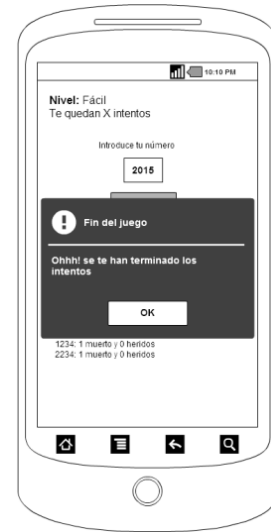 10:10 PM
Nivel: Fácil
Te quedan X intentos
Introduce tu número
2015
Fin del juego
Ohhh! se te han terminado los
intentos
OK
1234: 1 muerto y 0 heridos
2234: 1 muerto y 0 heridos